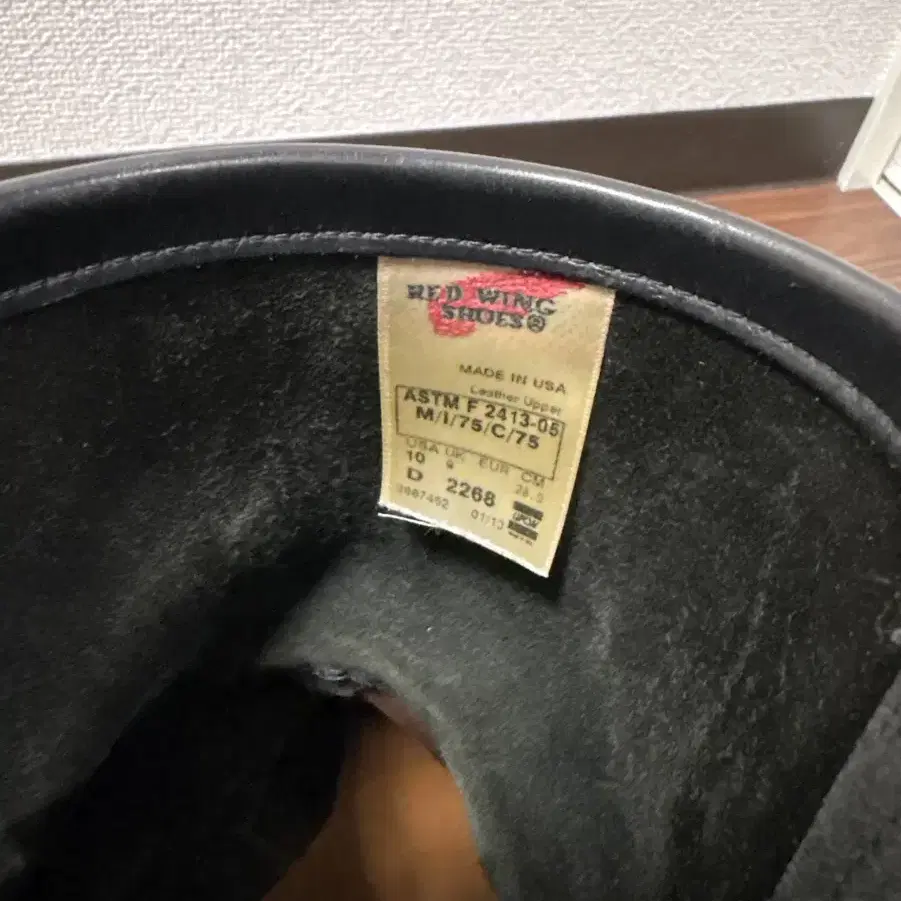 RED WING
SHOES®
MADE IN USA
Leather Upper
ASTM F 2413-05
M/I/75/C/75
USA UK EUR CM
10 9 28.0
D 2268
01/13